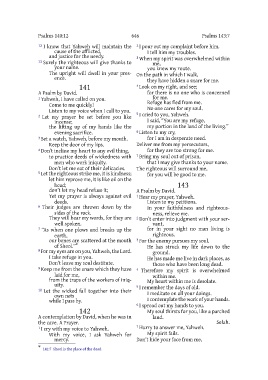 Psalms 140:12 646 Psalms 143:7
12 I know that Yahweh will maintain the
cause of the afflicted,
and justice for the needy.
13 Surely the righteous will give thanks to
your name.
The upright will dwell in your pres-
ence.
141
A Psalm by David.
1 Yahweh, I have called on you.
Come to me quickly!
Listen to my voice when I call to you.
2 Let my prayer be set before you like
incense;
the lifting up of my hands like the
evening sacrifice.
3 Set a watch, Yahweh, before my mouth.
Keep the door of my lips.
4 Don't incline my heart to any evil thing,
to practice deeds of wickedness with
men who work iniquity.
Don't let me eat of their delicacies.
5 Let the righteous strike me, it is kindness;
let him reprove me, it is like oil on the
head;
don't let my head refuse it;
Yet my prayer is always against evil
deeds.
6 Their judges are thrown down by the
sides of the rock.
They will hear my words, for they are
well spoken.
7 "As when one plows and breaks up the
earth,
our bones are scattered at the mouth
of Sheol."
8 For my eyes are on you, Yahweh, the Lord.
I take refuge in you.
Don't leave my soul destitute.
9 Keep me from the snare which they have
laid for me,
from the traps of the workers of iniq-
uity.
10 Let the wicked fall together into their
own nets
while I pass by.
142
A contemplation by David, when he was in
the cave. A Prayer.
1 I cry with my voice to Yahweh.
With my voice, I ask Yahweh for
mercy.
2 I pour out my complaint before him.
I tell him my troubles.
3 When my spirit was overwhelmed within
me,
you knew my route.
On the path in which I walk,
they have hidden a snare for me.
4 Look on my right, and see;
for there is no one who is concerned
for me.
Refuge has fled from me.
No one cares for my soul.
5 I cried to you, Yahweh.
I said, "You are my refuge,
my portion in the land of the living."
6 Listen to my cry,
for I am in desperate need.
Deliver me from my persecutors,
for they are too strong for me.
7 Bring my soul out of prison,
that I may give thanks to your name.
The righteous will surround me,
for you will be good to me.
143
A Psalm by David.
1 Hear my prayer, Yahweh.
Listen to my petitions.
In your faithfulness and righteous-
ness, relieve me.
2 Don't enter into judgment with your ser-
vant,
for in your sight no man living is
righteous.
3 For the enemy pursues my soul.
He has struck my life down to the
ground.
He has made me live in dark places, as
those who have been long dead.
4 Therefore my spirit is overwhelmed
within me.
My heart within me is desolate.
5 I remember the days of old.
I meditate on all your doings.
I contemplate the work of your hands.
6 I spread out my hands to you.
My soul thirsts for you, like a parched
land.
Selah.
7 Hurry to answer me, Yahweh.
My spirit fails.
Don't hide your face from me,
141:7 Sheol is the place of the dead